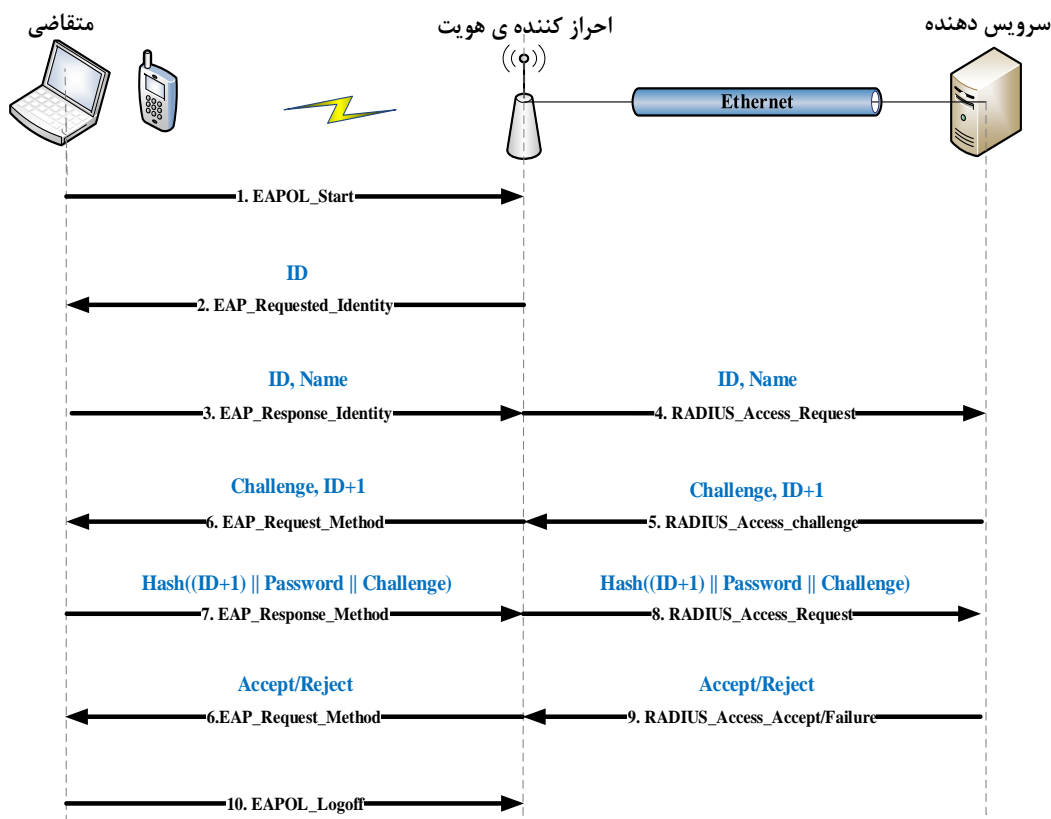 متقاضی
احراز کننده ی هویت
سرویس دهنده
Ethernet
1. EAPOL_Start
ID
2. EAP_Requested_Identity
ID, Name
ID, Name
3. EAP_Response_Identity
4. RADIUS_Access_Request
Challenge, ID+1
Challenge, ID+1
6. EAP_Request_Method
5. RADIUS_Access_challenge
Hash((ID+1) || Password || Challenge)
Hash((ID+1) || Password || Challenge)
7. EAP_Response_Method
8. RADIUS_Access_Request
Accept/Reject
Accept/Reject
6.EAP_Request_Method
9. RADIUS_Access_Accept/Failure
10. EAPOL_Logoff